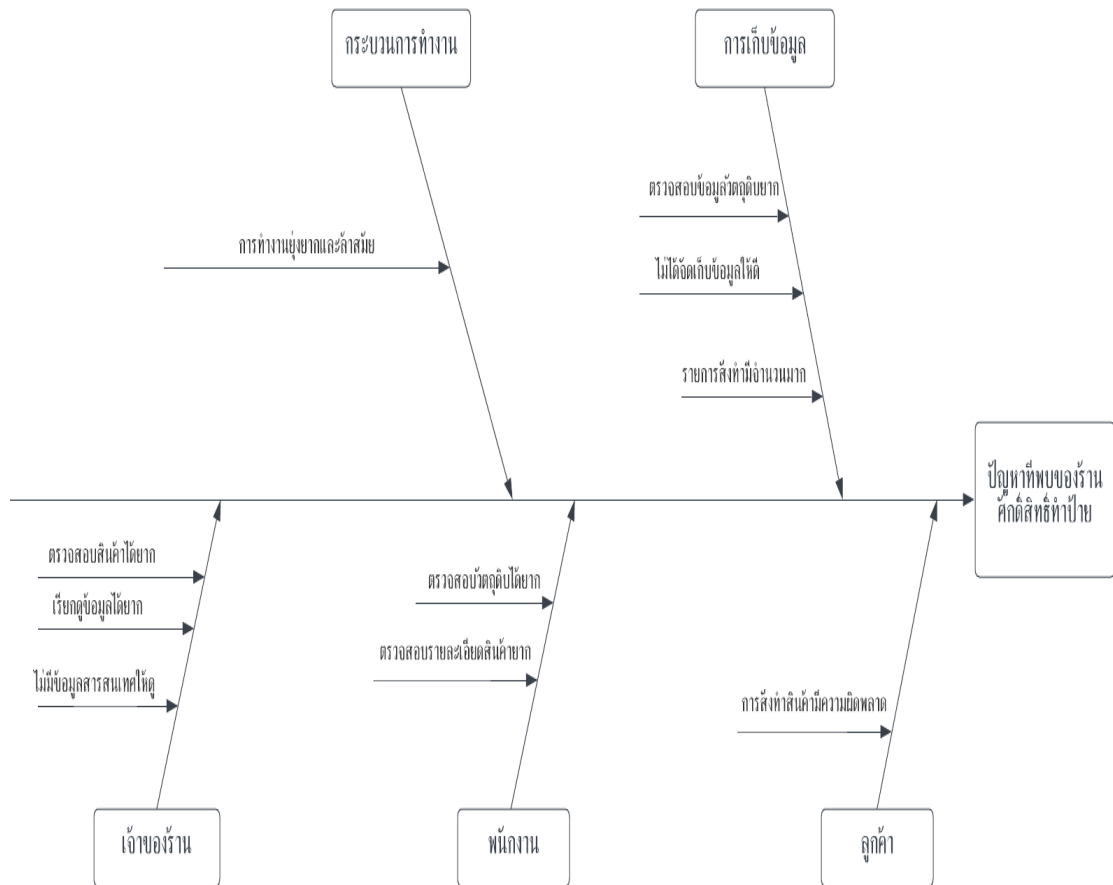 กระบวนการทำงาน
การเก็บข้อมูล
ตรวจสอบข้อมูลวัตถุดิบยาก
การทำงานยุ่งยากและล้าสมัย
ไม่ได้จัดเก็บข้อมูลให้ดี
รายการสั่งทำมีจำนวนมาก
ปัญหาที่พบของร้าน
ศักดิ์สิทธิ์ทำป้าย
ตรวจสอบสินค้าได้ยาก
เรียกดูข้อมูลได้ยาก
ไม่มีข้อมูลสารสนเทศให้ดู
ตรวจสอบวัตถุดิบได้ยาก
ตรวจสอบรายละเอียดสินค้ายาก
การสั่งทำสินค้ามีความผิดพลาด
เจ้าของร้าน
พนักงาน
ลูกค้า